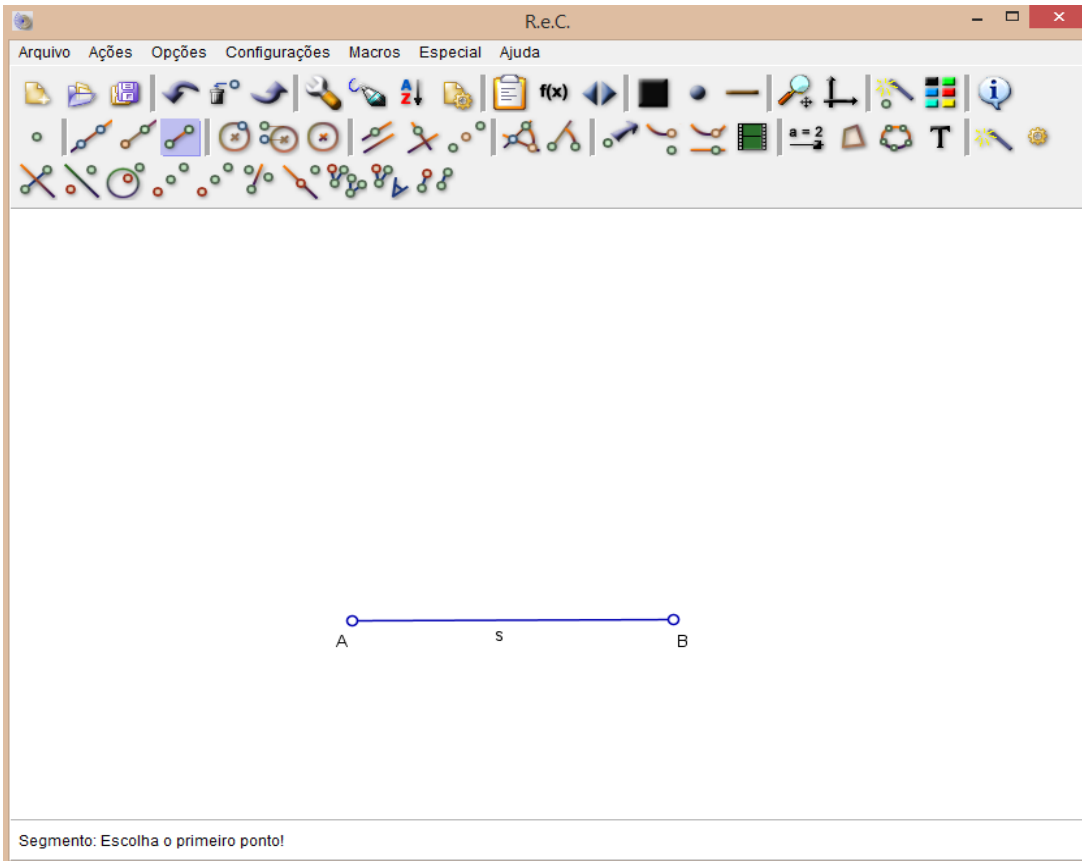 R.e.C.
Arquivo Ações Opções Configurações Macros Especial Ajuda
A Z f(x)
a = 2 T
s
A B
Segmento: Escolha o primeiro ponto!